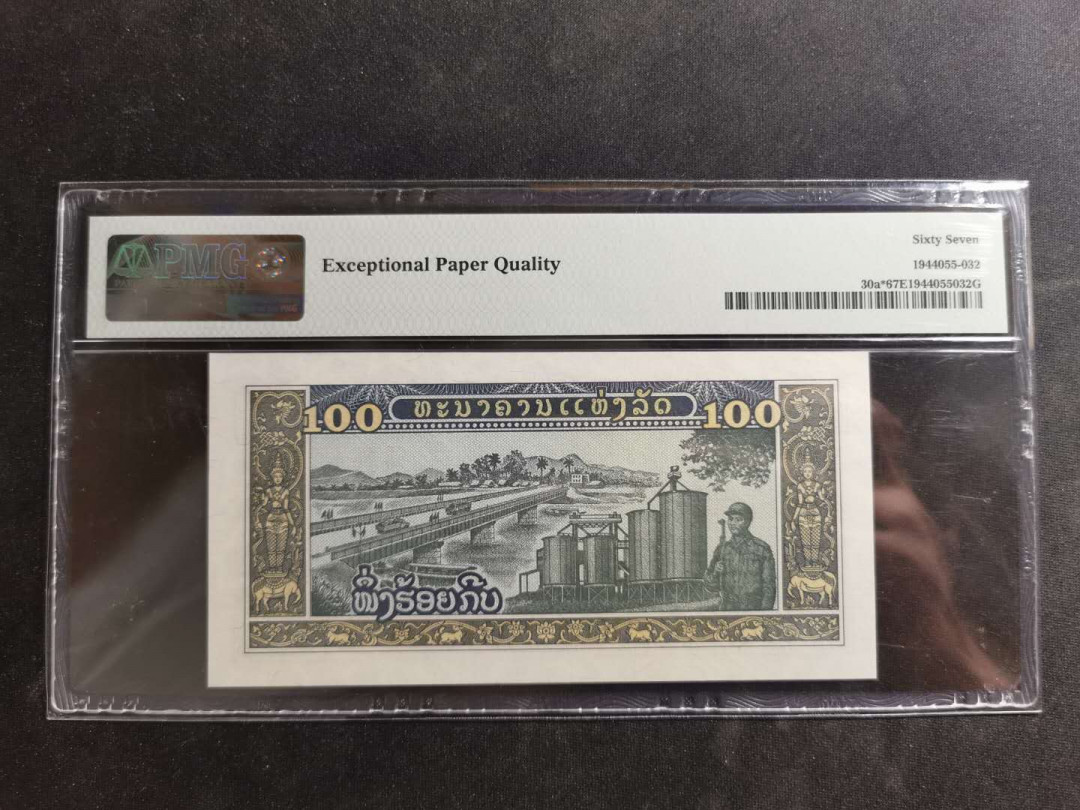 PMG
Exceptional Paper Quality
Sixty Seven
1944055-032
30a*67E1944055032G
100 ທະນາຄານແຫ່ງລັດ 100
ໜຶ່ງຮ້ອຍກີບ